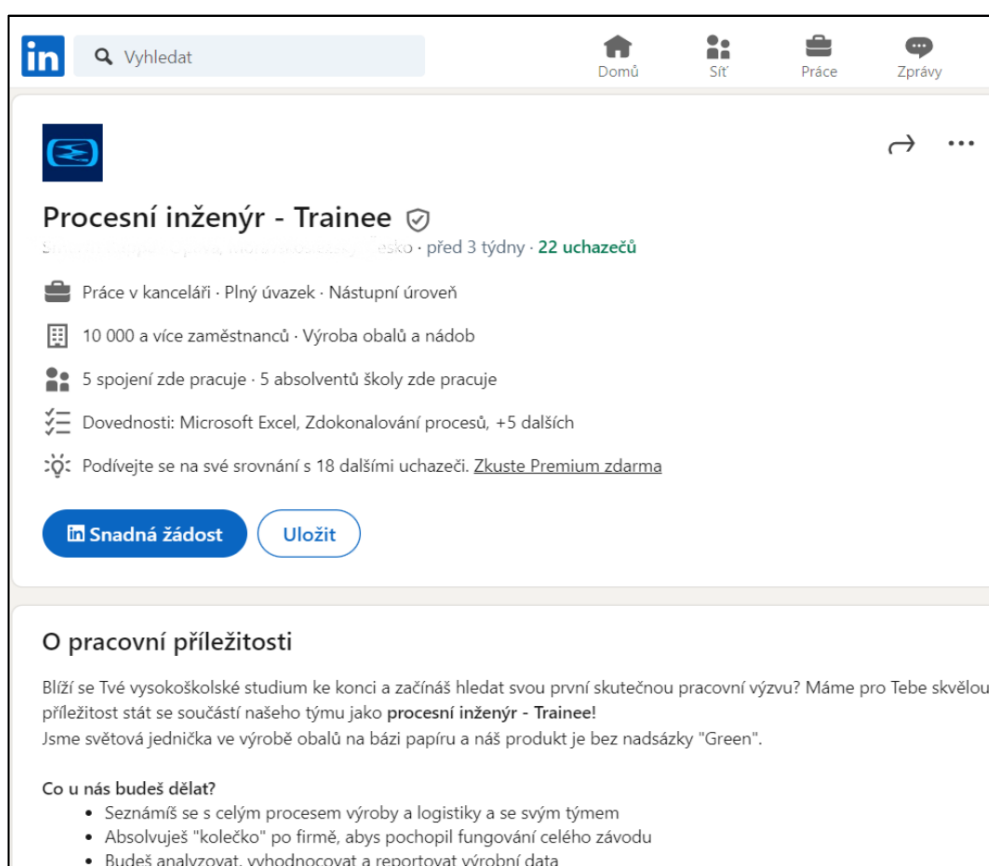 in Vyhledat
Domů Síť Práce Zprávy
Procesní inženýr - Trainee
· před 3 týdny · 22 uchazečů
Práce v kanceláři · Plný úvazek · Nástupní úroveň
10 000 a více zaměstnanců · Výroba obalů a nádob
5 spojení zde pracuje · 5 absolventů školy zde pracuje
Dovednosti: Microsoft Excel, Zdokonalování procesů, +5 dalších
Podívejte se na své srovnání s 18 dalšími uchazeči. Zkuste Premium zdarma
in Snadná žádost Uložit
O pracovní příležitosti
Blíží se Tvé vysokoškolské studium ke konci a začínáš hledat svou první skutečnou pracovní výzvu? Máme pro Tebe skvělou
příležitost stát se součástí našeho týmu jako procesní inženýr - Trainee!
Jsme světová jednička ve výrobě obalů na bázi papíru a náš produkt je bez nadsázky "Green".
Co u nás budeš dělat?
• Seznámíš se s celým procesem výroby a logistiky a se svým týmem
• Absolvuješ "kolečko" po firmě, abys pochopil fungování celého závodu
• Budeš analyzovat, vyhodnocovat a reportovat výrobní data